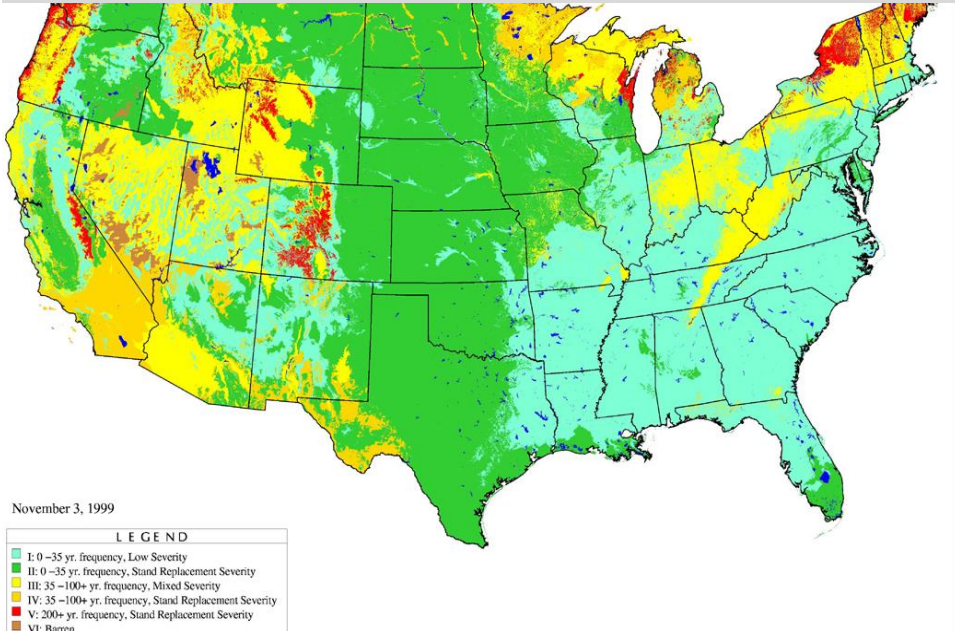 November 3, 1999
LEGEND
I: 0 –35 yr. frequency, Low Severity
II: 0 –35 yr. frequency, Stand Replacement Severity
III: 35 –100+ yr. frequency, Mixed Severity
IV: 35 –100+ yr. frequency, Stand Replacement Severity
V: 200+ yr. frequency, Stand Replacement Severity
VI: Barren